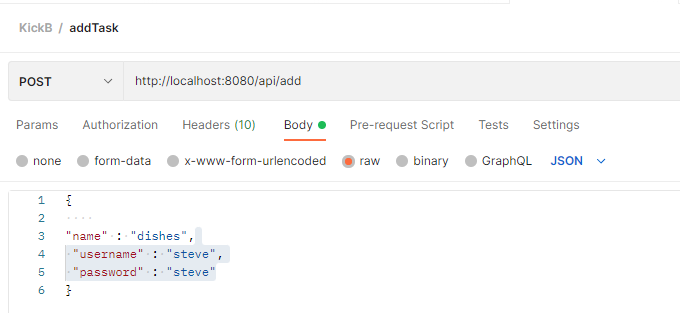 KickB / addTask
POST http://localhost:8080/api/add
Params Authorization Headers (10) Body Pre-request Script Tests Settings
none form-data x-www-form-urlencoded raw binary GraphQL JSON
1 {
2 ····
3 "name"·:·"dishes",
4 ·"username"·:·"steve",
5 ·"password"·:·"steve"
6 }